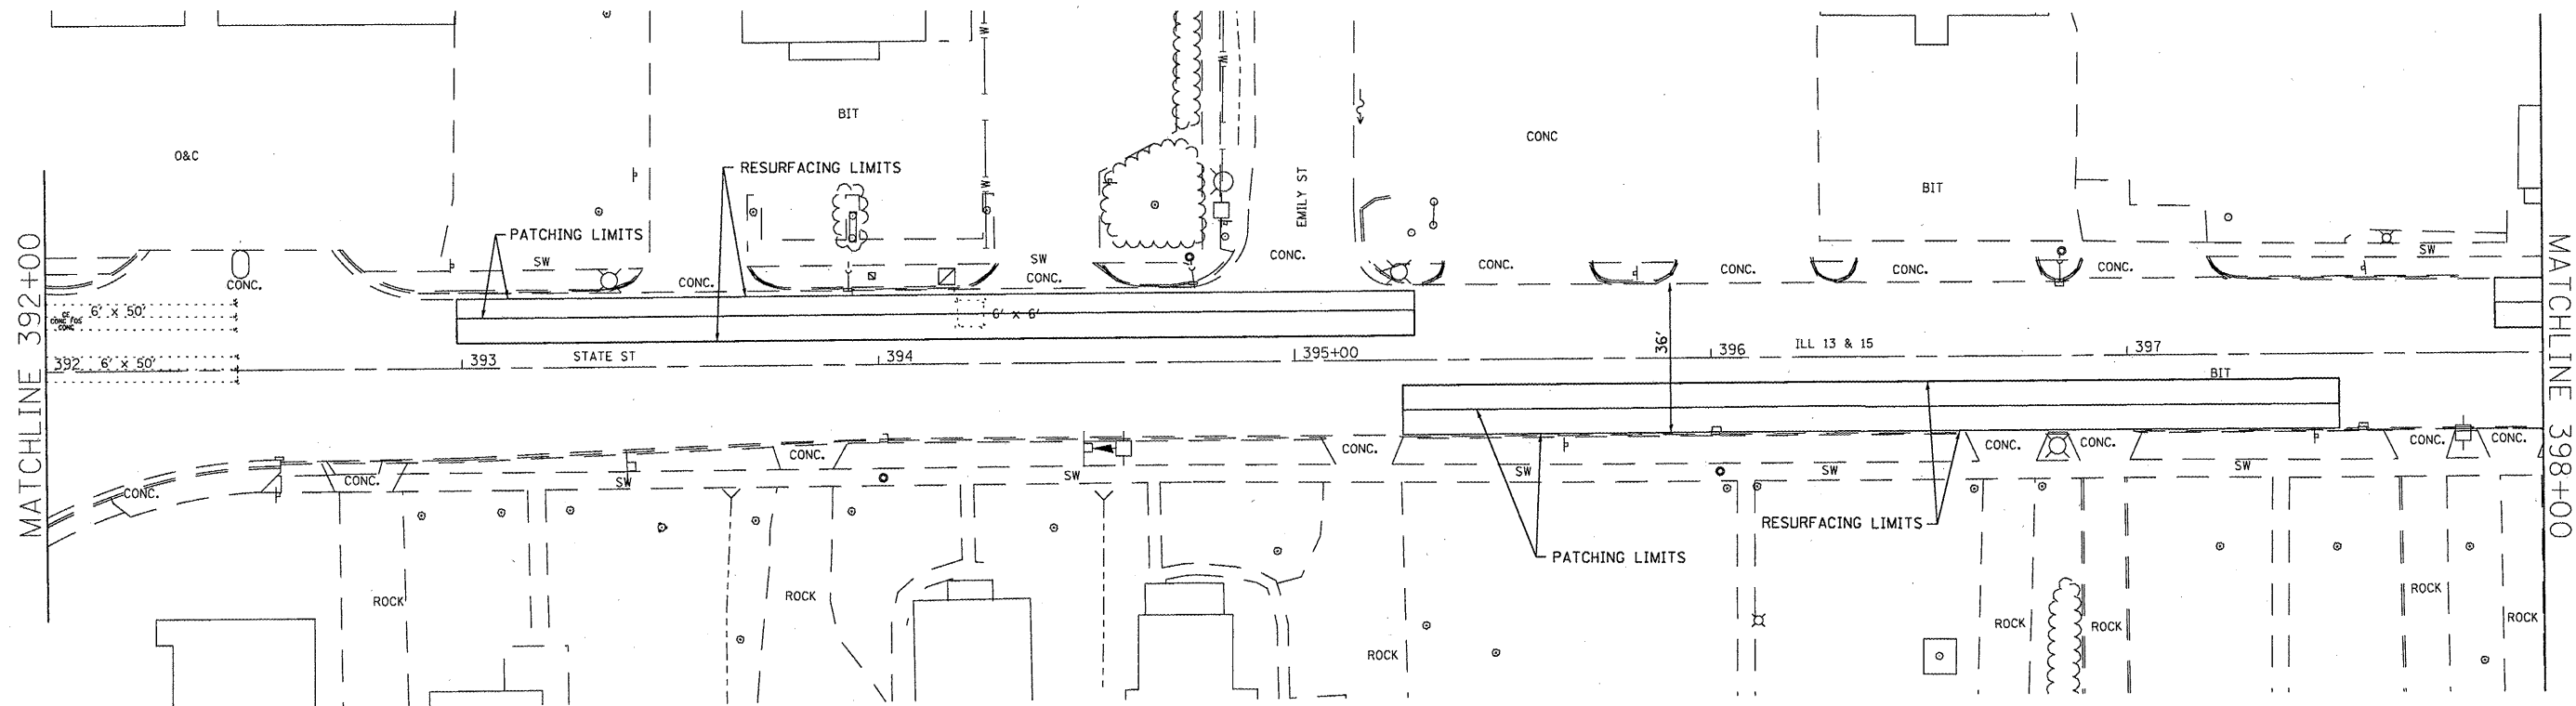 W
W
BIT
CONC
O&C
RESURFACING LIMITS
W
BIT
EMILY ST
PATCHING LIMITS
SW
SW
SW
CONC.
CONC.
CONC.
CONC.
CONC.
CONC.
CONC.
CONC.
MATCHLINE 392+00
MATCHLINE 398+00
6' x 50'
6' x 6'
392
6' x 50'
393
STATE ST
394
395+00
36'
396
ILL 13 & 15
397
BIT
CONC.
CONC.
CONC.
CONC.
CONC.
CONC.
CONC.
CONC.
SW
SW
SW
SW
SW
RESURFACING LIMITS
PATCHING LIMITS
ROCK
ROCK
ROCK
ROCK
ROCK
ROCK
ROCK